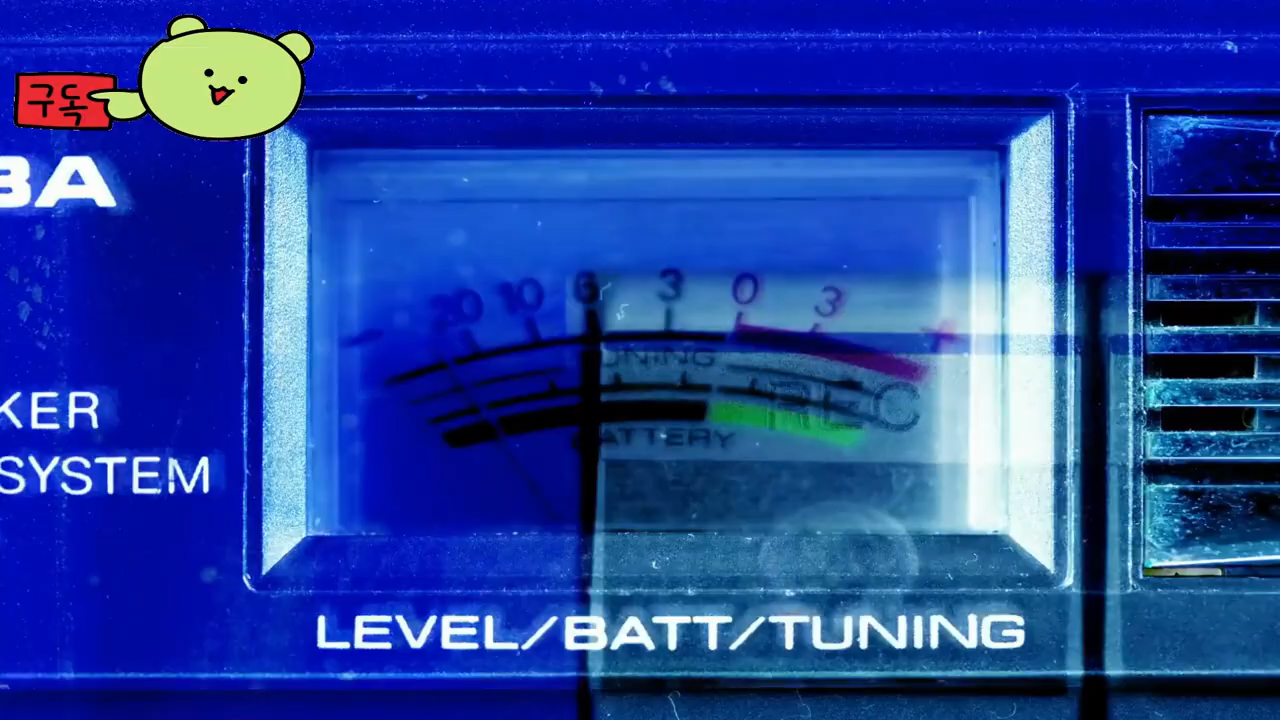 구독
BA
20 10 6 3 0 3 +
TUNING
REC
BATTERY
KER
SYSTEM
LEVEL/BATT/TUNING